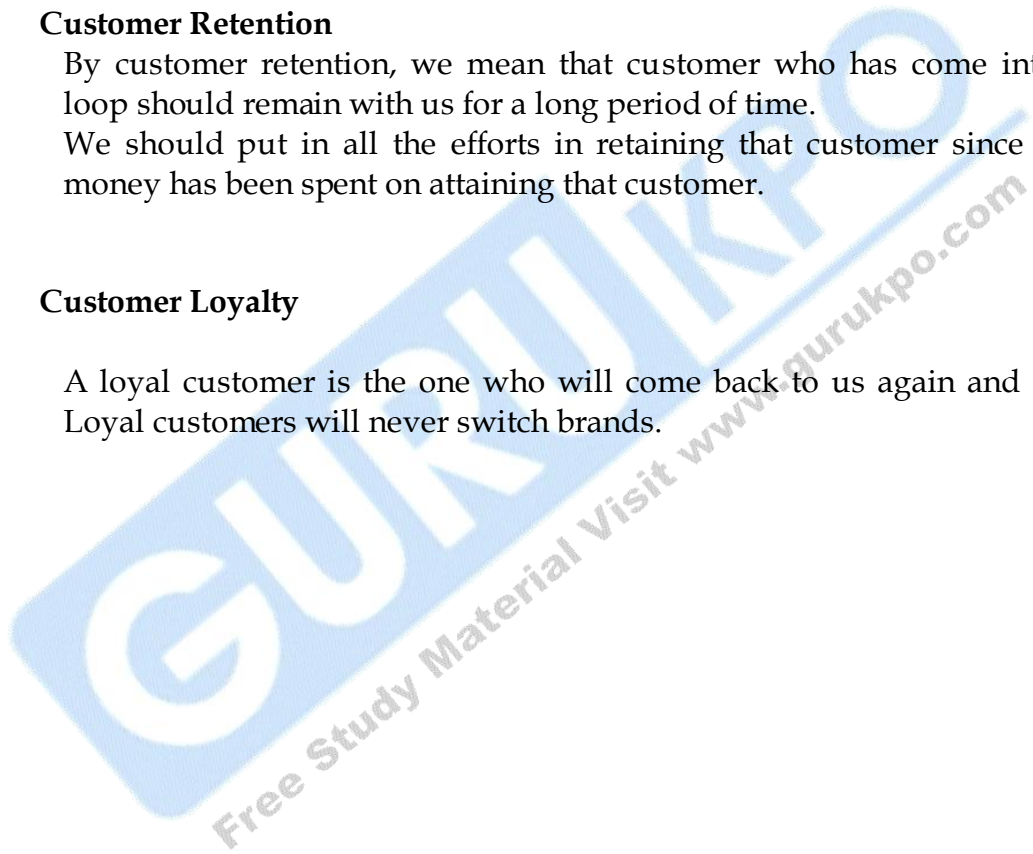 Customer Retention
By customer retention, we mean that customer who has come
loop should remain with us for a long period of time.
We should put in all the efforts in retaining that customer since
money has been spent on attaining that customer.
Customer Loyalty
A loyal customer is the one who will come back to us again and
Loyal customers will never switch brands.
GURUKPO
Free Study Material Visit www.gurukpo.com